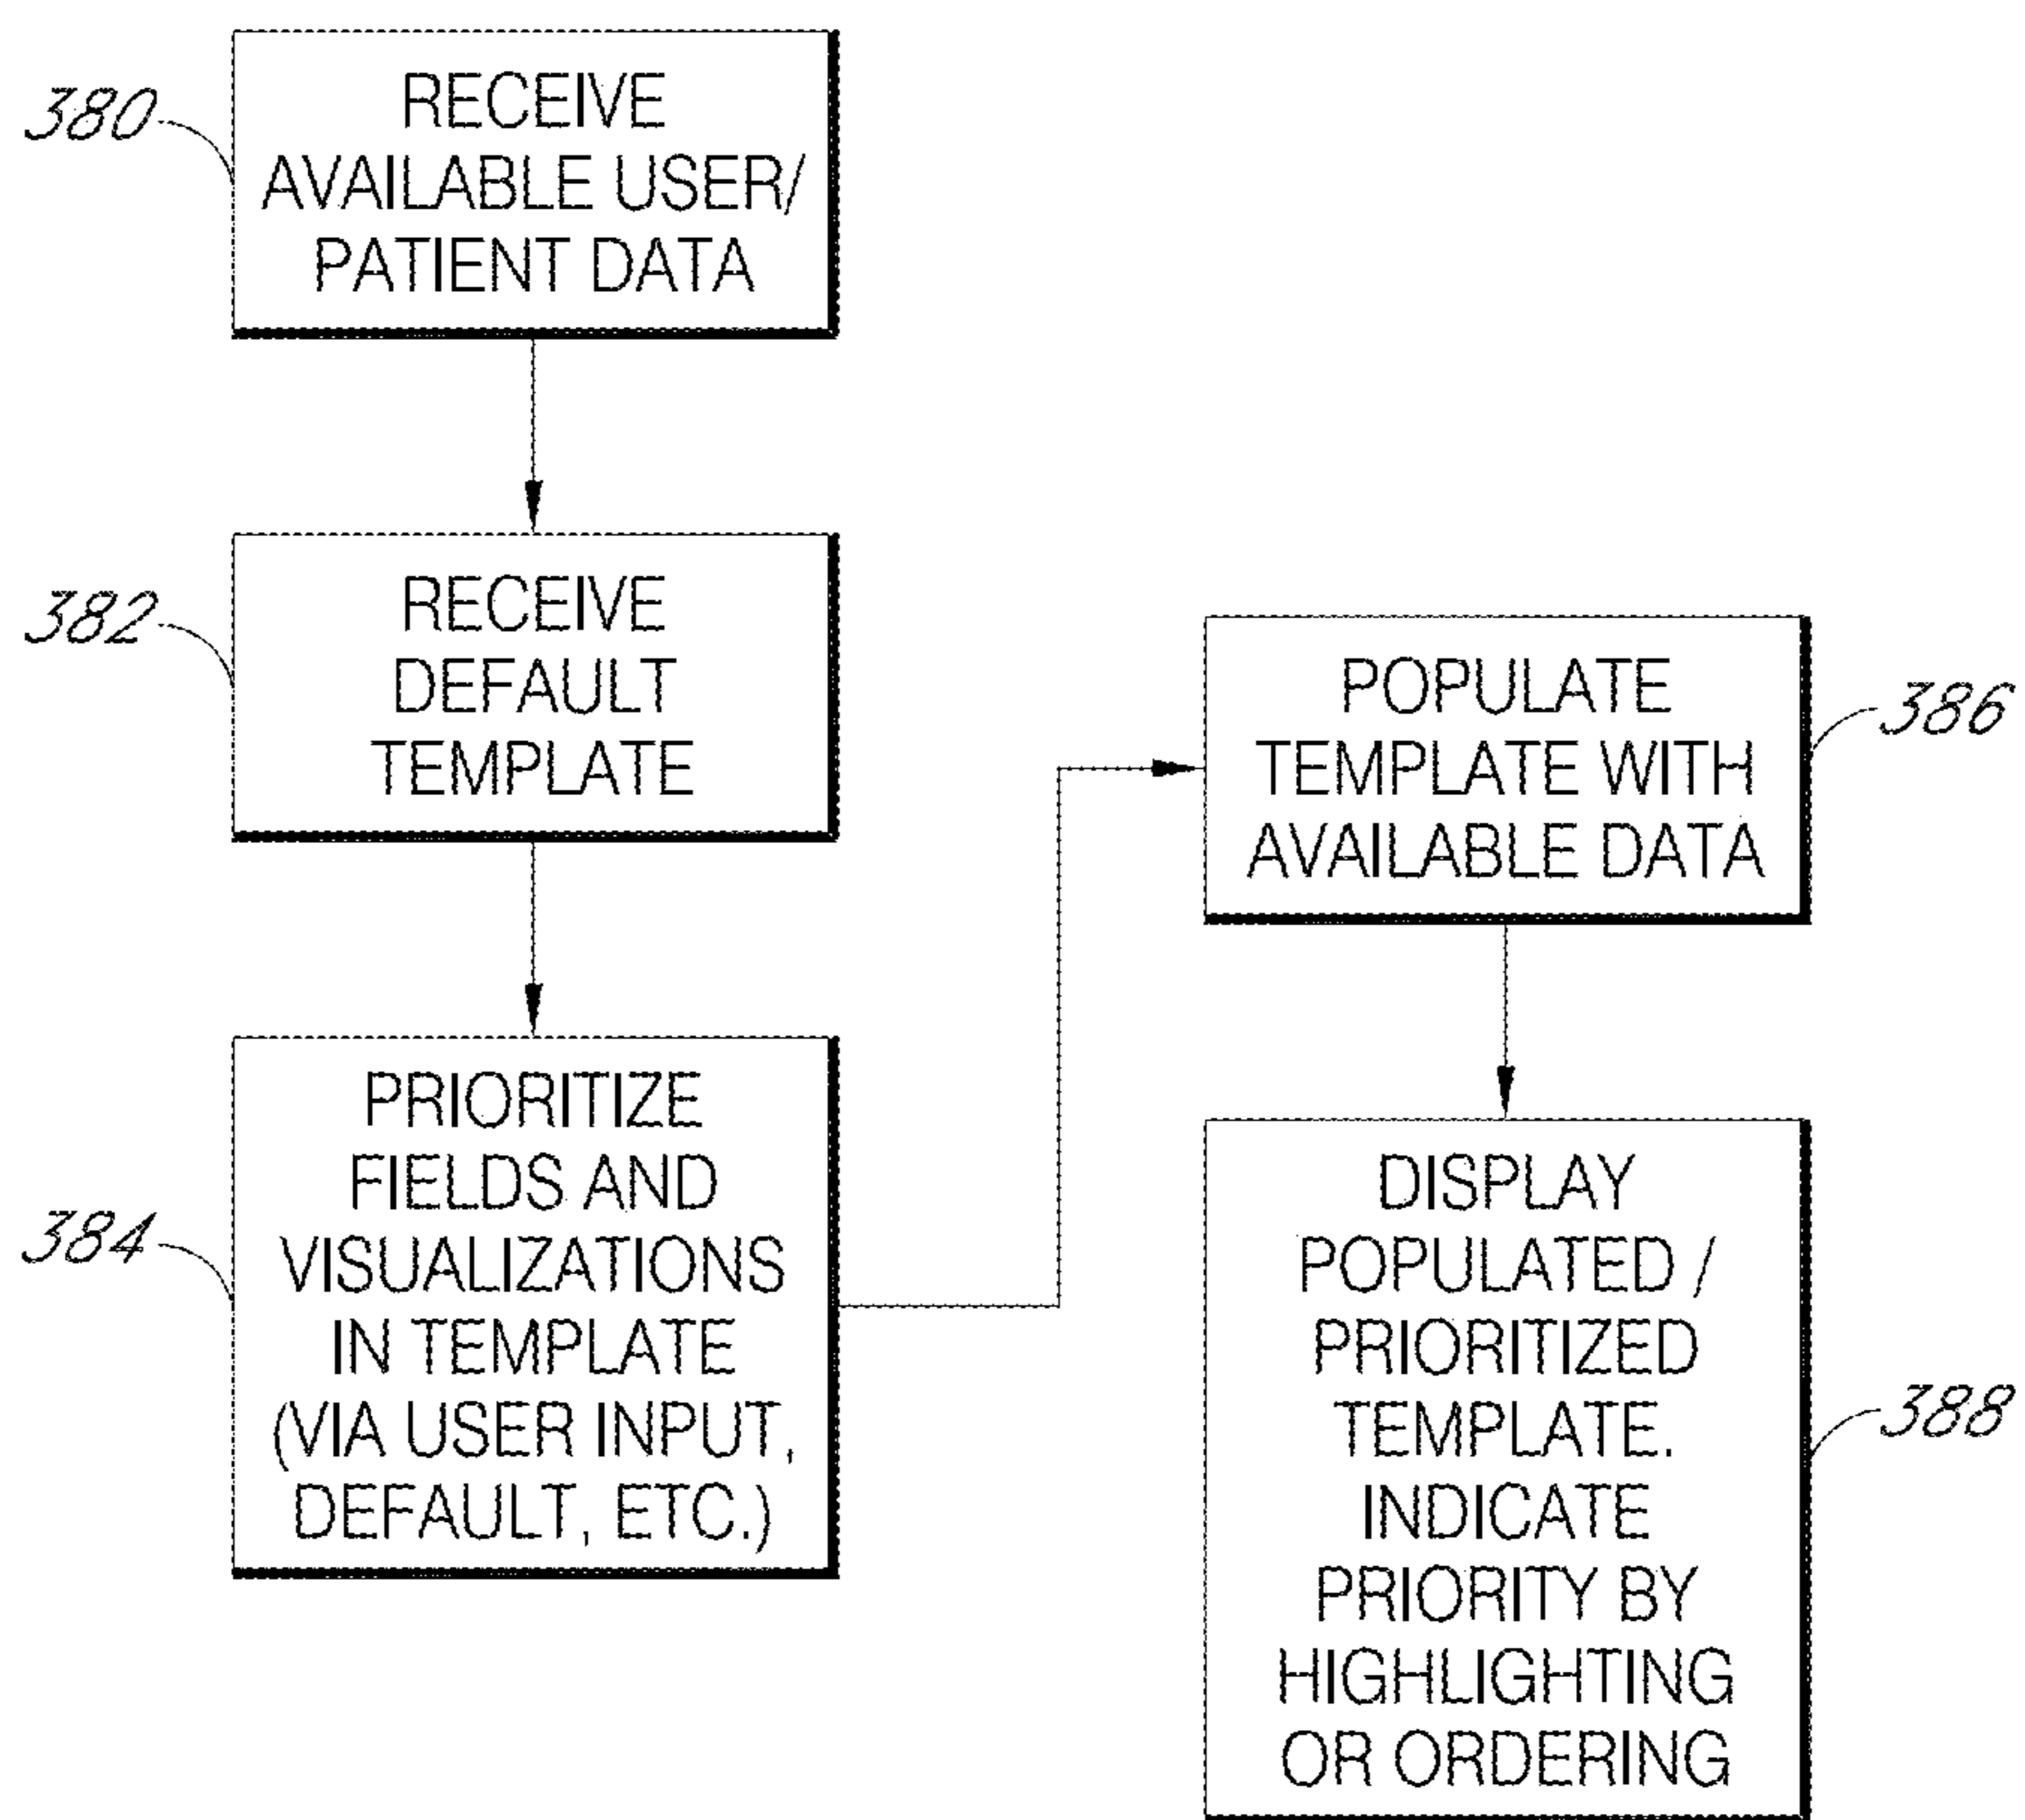 380
RECEIVE
AVAILABLE USER/
PATIENT DATA
382
RECEIVE
DEFAULT
TEMPLATE
384
PRIORITIZE
FIELDS AND
VISUALIZATIONS
IN TEMPLATE
(VIA USER INPUT,
DEFAULT, ETC.)
POPULATE
TEMPLATE WITH
AVAILABLE DATA
386
DISPLAY
POPULATED /
PRIORITIZED
TEMPLATE.
INDICATE
PRIORITY BY
HIGHLIGHTING
OR ORDERING
388